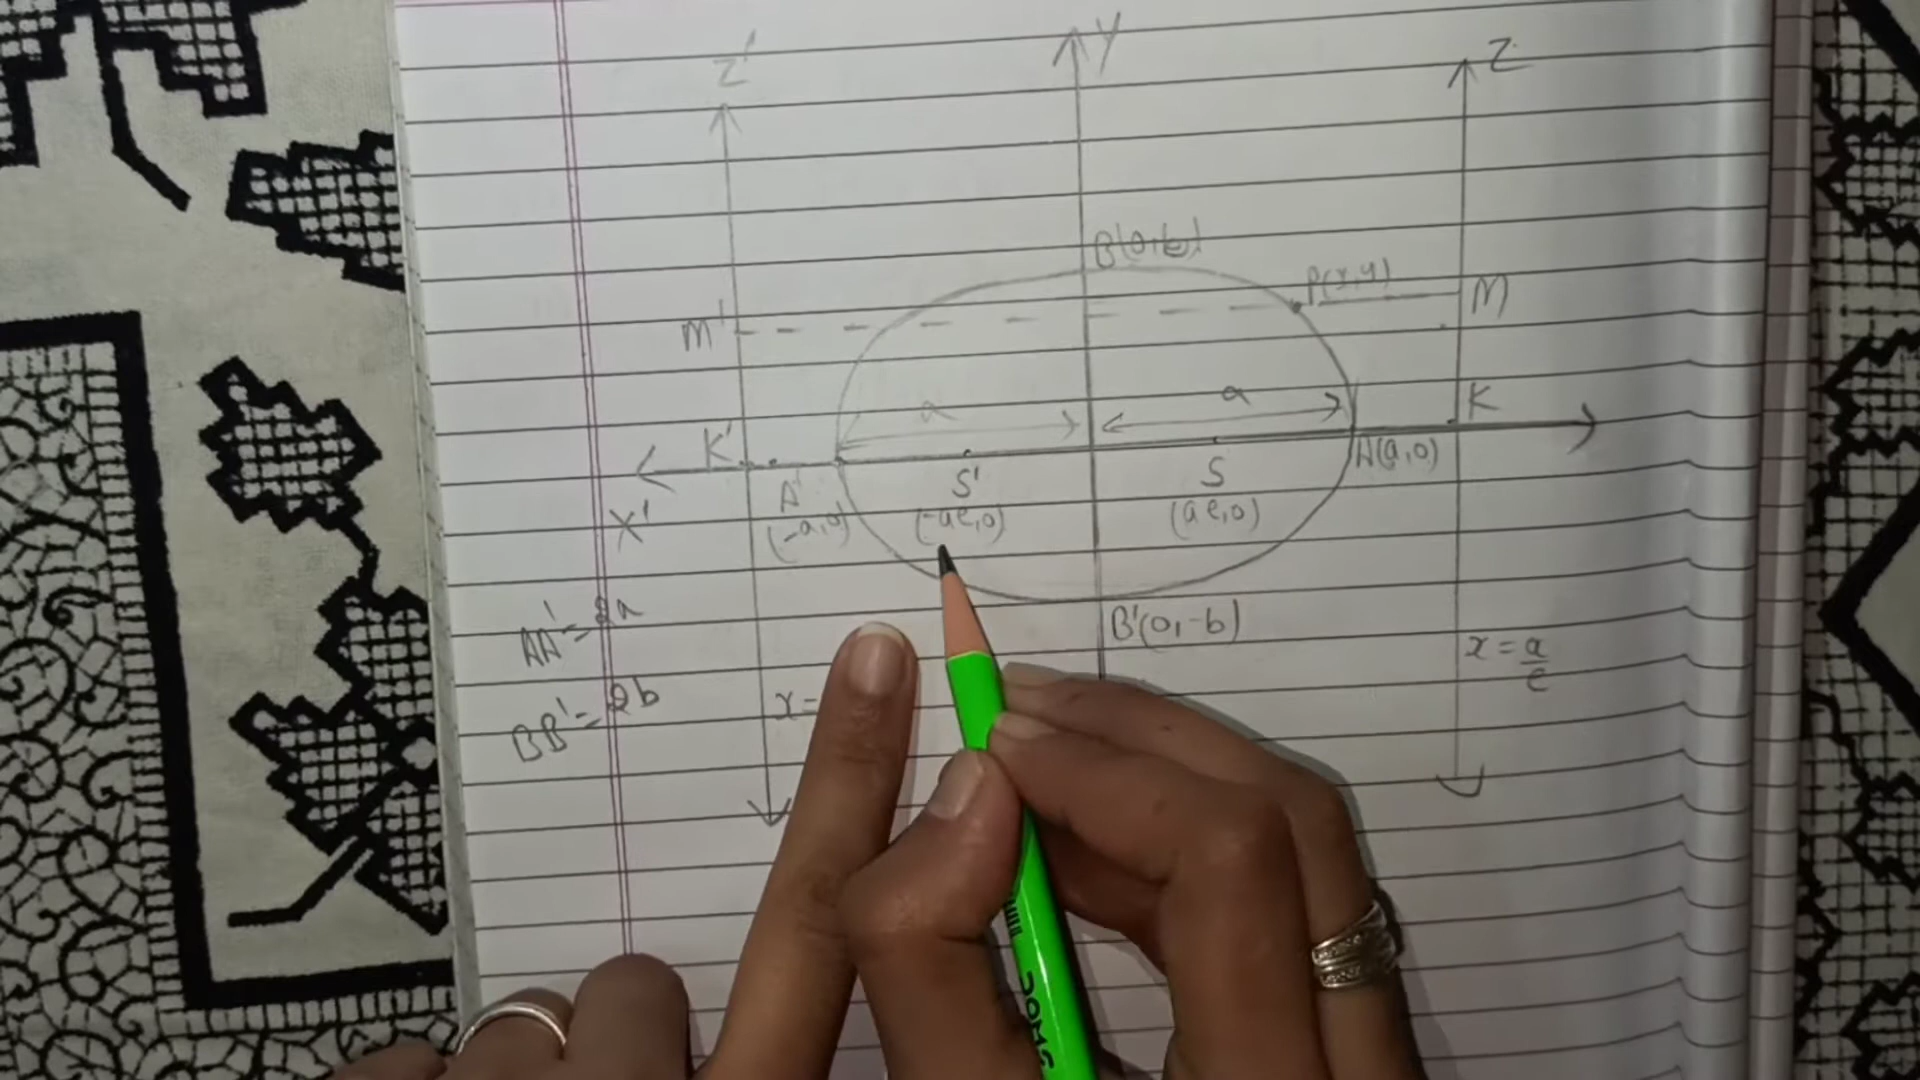 Z'
Y
Z
B(0,b)
P(x,y)
M
M'
a
a
K
K'
A(a,0)
S'
S
A'
(-a,0)
(-ae,0)
(ae,0)
X'
AA'=2a
B'(0,-b)
x=a/e
BB'=2b
x=